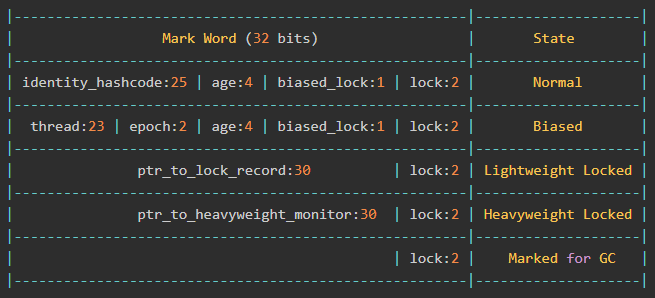 |-------------------------------------------------------|--------------------|
|                  Mark Word (32 bits)                  |       State        |
|-------------------------------------------------------|--------------------|
| identity_hashcode:25 | age:4 | biased_lock:1 | lock:2 |       Normal       |
|-------------------------------------------------------|--------------------|
|  thread:23 | epoch:2 | age:4 | biased_lock:1 | lock:2 |       Biased       |
|-------------------------------------------------------|--------------------|
|               ptr_to_lock_record:30          | lock:2 | Lightweight Locked |
|-------------------------------------------------------|--------------------|
|               ptr_to_heavyweight_monitor:30  | lock:2 | Heavyweight Locked |
|-------------------------------------------------------|--------------------|
|                                              | lock:2 |    Marked for GC   |
|-------------------------------------------------------|--------------------|